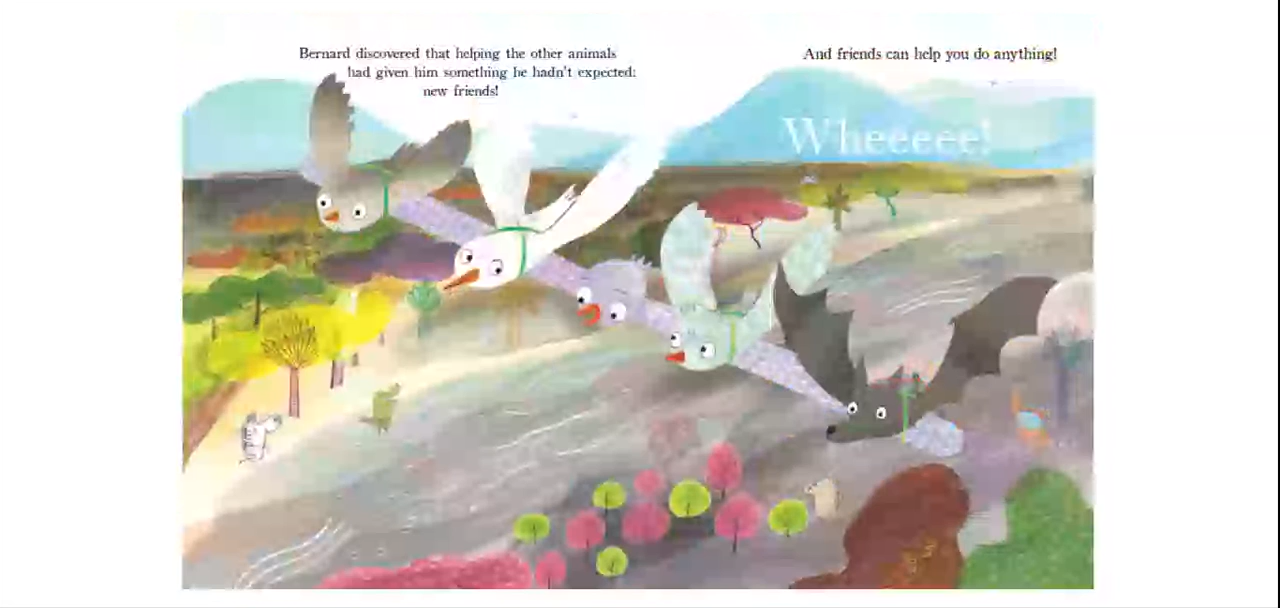 Bernard discovered that helping the other animals
had given him something he hadn't expected:
new friends!
And friends can help you do anything!
Wheeeee!